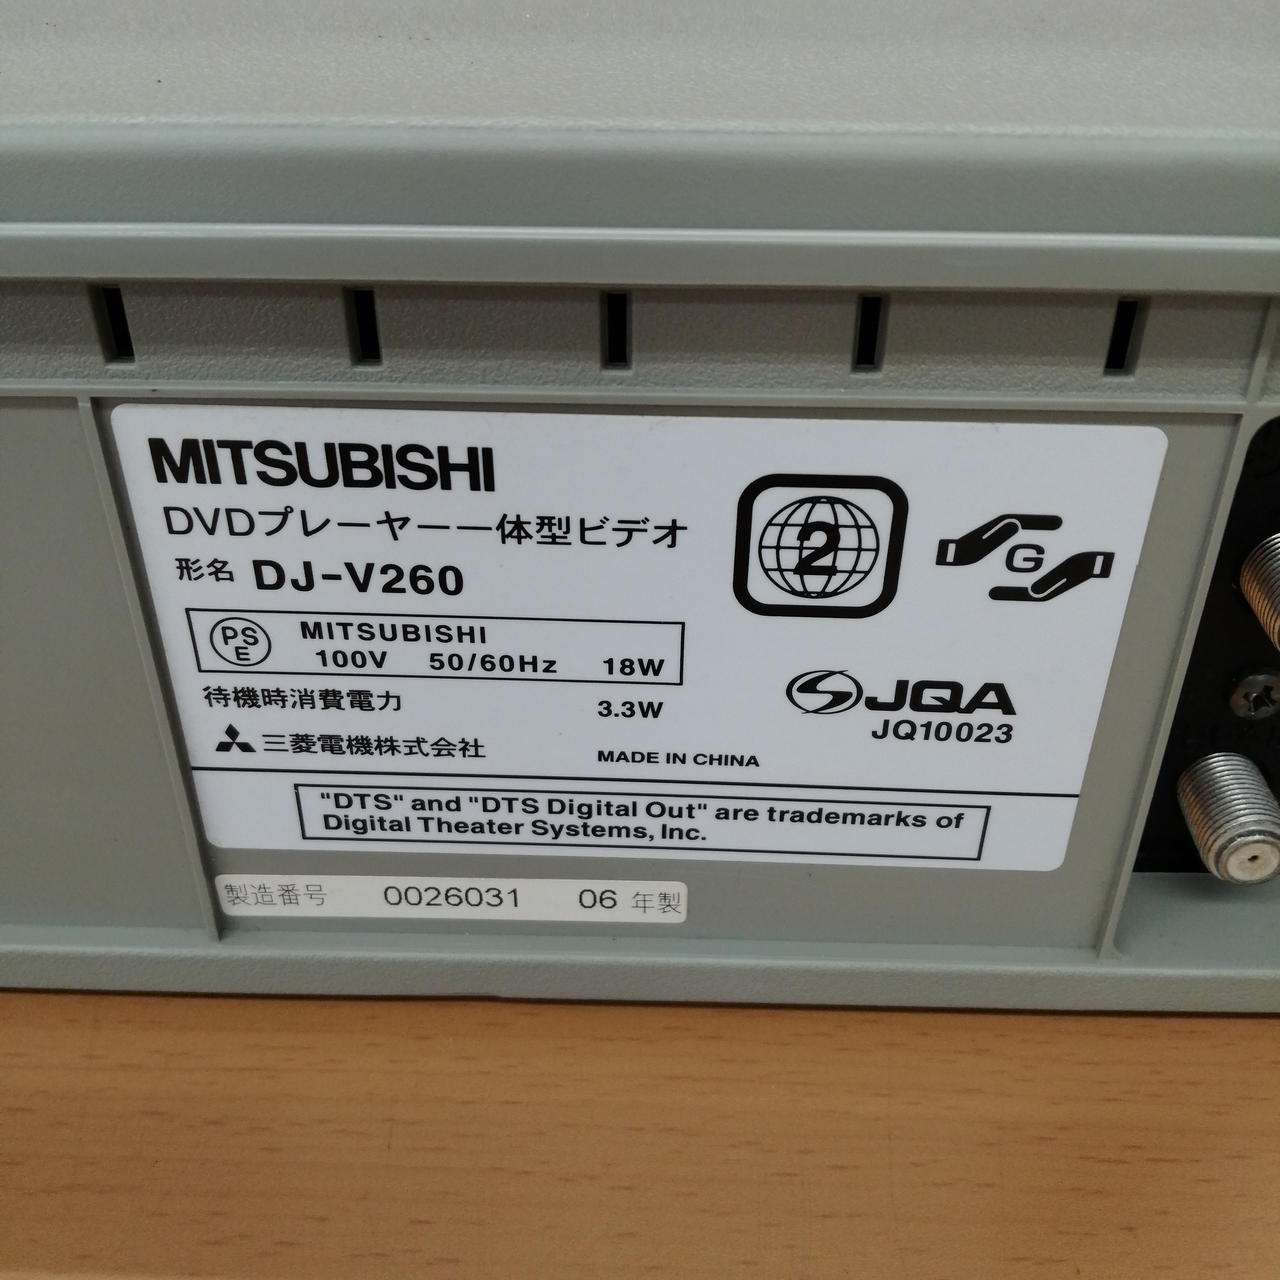 MITSUBISHI
DVDプレーヤー一体型ビデオ
形名 DJ-V260
2
G
PS
E
MITSUBISHI
100V 50/60Hz 18W
待機時消費電力 3.3W
三菱電機株式会社
MADE IN CHINA
JQA
JQ10023
"DTS" and "DTS Digital Out" are trademarks of
Digital Theater Systems, Inc.
製造番号 0026031 06 年製